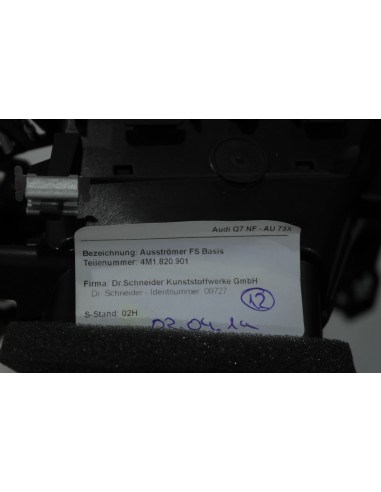 Audi Q7 NF - AU 73X
Bezeichnung: Ausströmer FS Basis
Teilenummer: 4M1.820.901
Firma: Dr.Schneider Kunststoffwerke GmbH
Dr. Schneider - Identnummer 09727
12
S-Stand: 02H
02.04.14